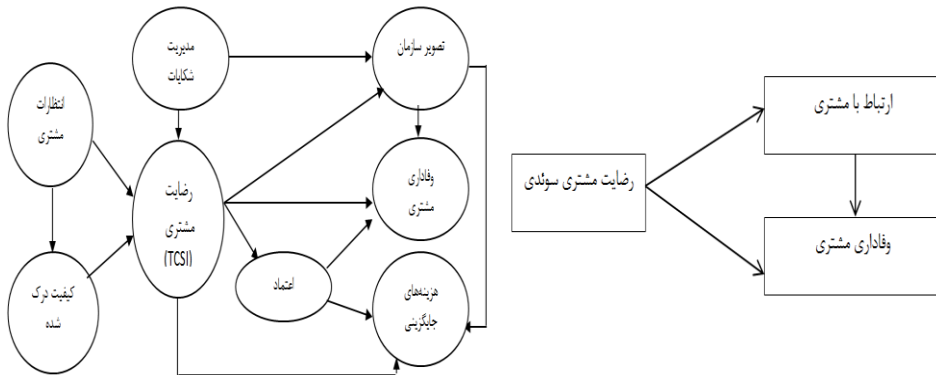 مدیریت
شکایات
تصویر سازمان
انتظارات
مشتری
رضایت
مشتری
(TCSI)
وفاداری
مشتری
کیفیت درک
شده
اعتماد
هزینه‌های
جایگزینی
ارتباط با مشتری
رضایت مشتری سوئدی
وفاداری مشتری